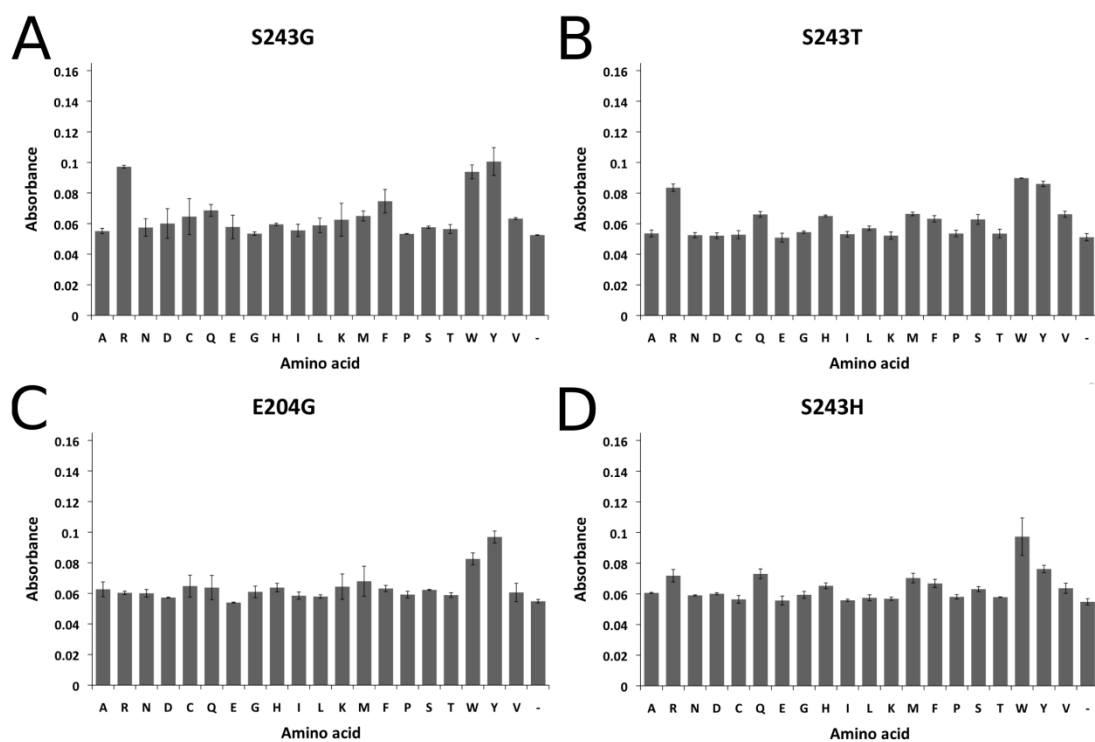 A
S243G
0.16
0.14
0.12
0.1
0.08
0.06
0.04
0.02
0
Absorbance
A R N D C Q E G H I L K M F P S T W Y V -
Amino acid
B
S243T
0.16
0.14
0.12
0.1
0.08
0.06
0.04
0.02
0
Absorbance
A R N D C Q E G H I L K M F P S T W Y V -
Amino acid
C
E204G
0.16
0.14
0.12
0.1
0.08
0.06
0.04
0.02
0
Absorbance
A R N D C Q E G H I L K M F P S T W Y V -
Amino acid
D
S243H
0.16
0.14
0.12
0.1
0.08
0.06
0.04
0.02
0
Absorbance
A R N D C Q E G H I L K M F P S T W Y V -
Amino acid